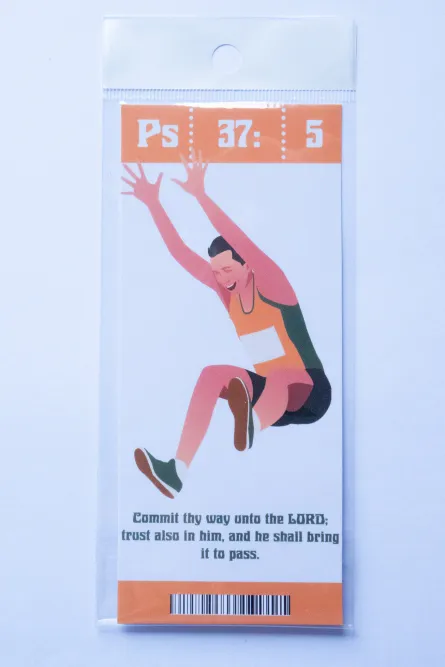 Ps 37: 5
Commit thy way unto the LORD;
trust also in him, and he shall bring
it to pass.